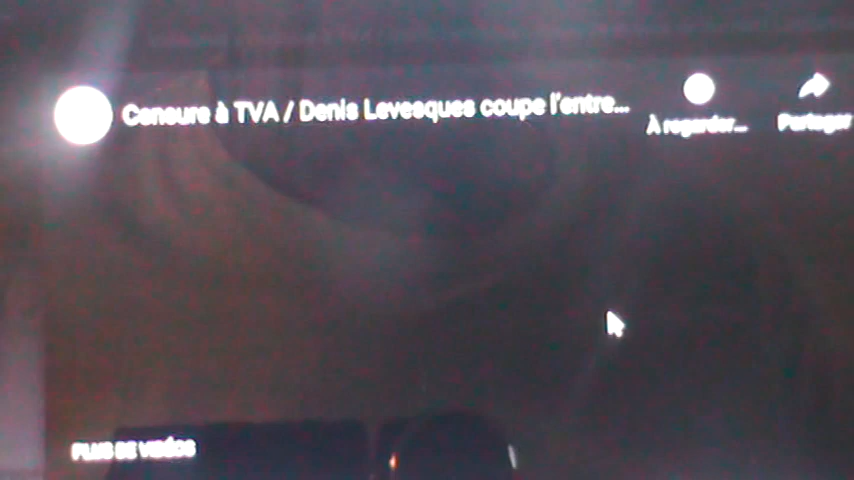 Censure à TVA / Denis Levesques coupe l'entre...
À regarder...
Partager
PLUS DE VIDÉOS